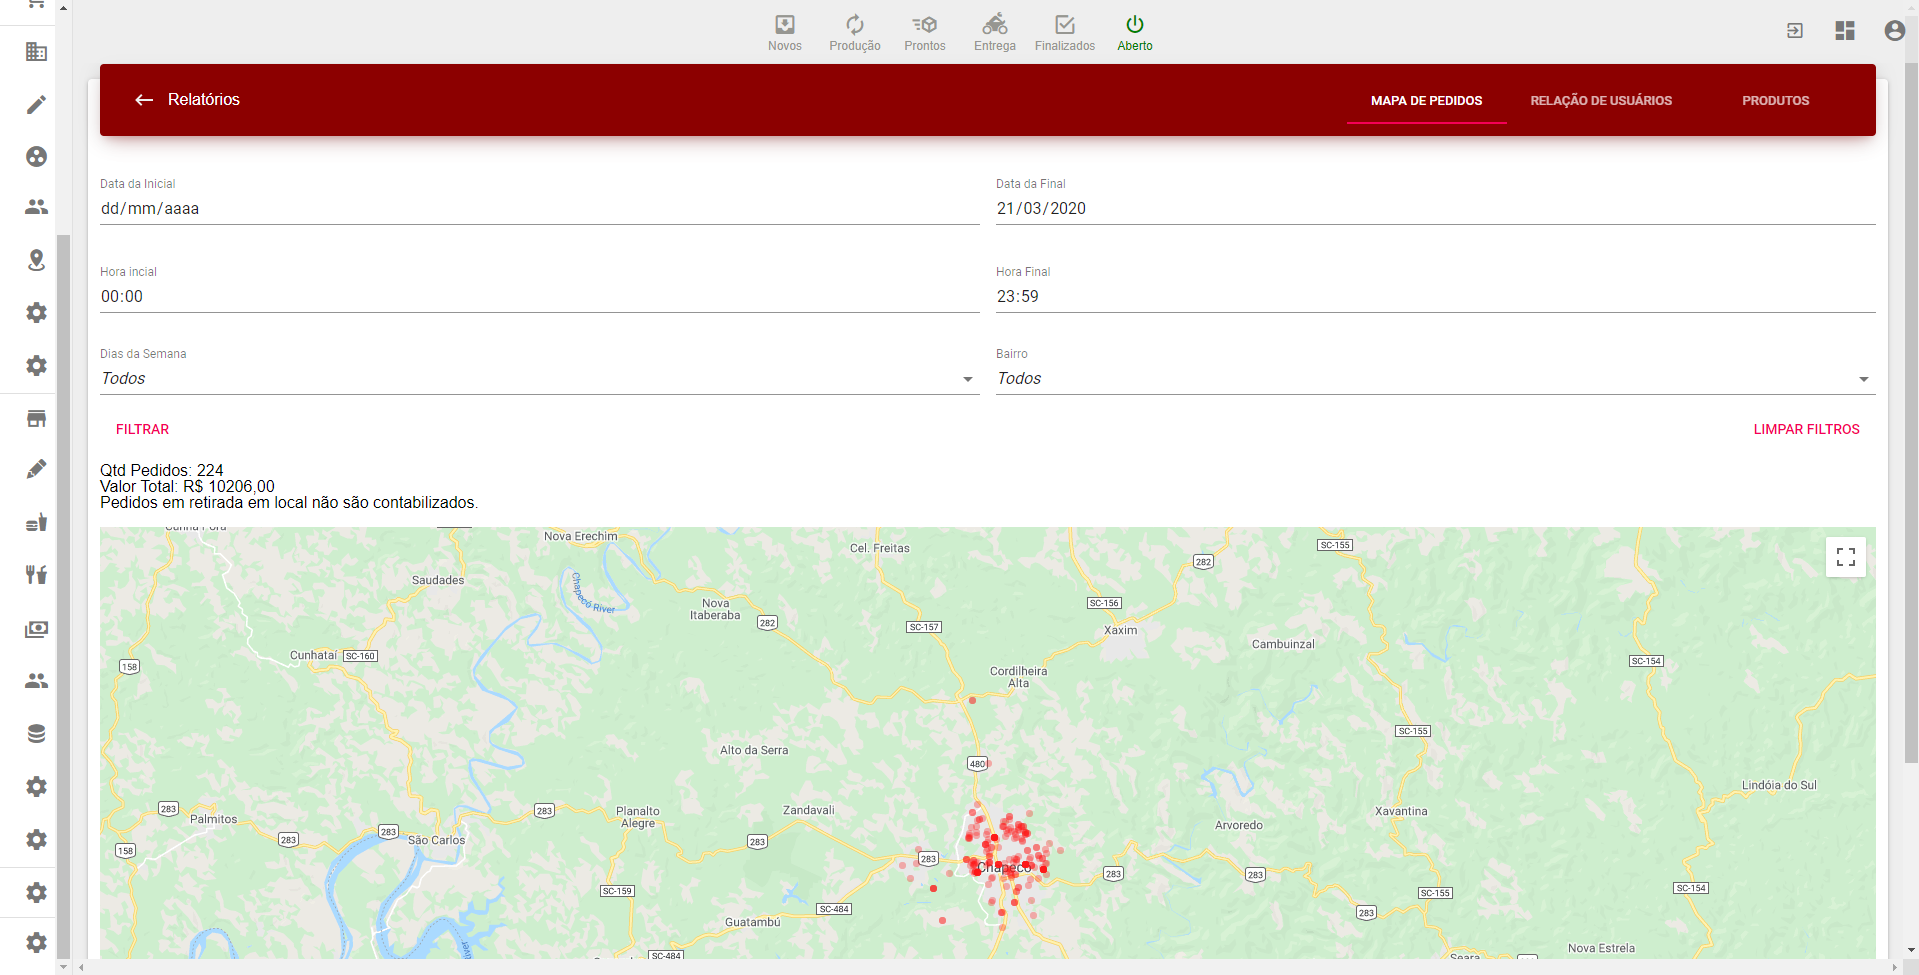 Novos
Produção
Prontos
Entrega
Finalizados
Aberto
Relatórios
MAPA DE PEDIDOS
RELAÇÃO DE USUÁRIOS
PRODUTOS
Data da Inicial
Data da Final
dd/mm/aaaa
21/03/2020
Hora incial
Hora Final
00:00
23:59
Dias da Semana
Bairro
Todos
Todos
FILTRAR
LIMPAR FILTROS
Qtd Pedidos: 224
Valor Total: R$ 10206,00
Pedidos em retirada em local não são contabilizados.
Nova Erechim
Cel. Freitas
SC-155
282
Saudades
Chapecó River
Nova
Itaberaba
282
SC-156
SC-157
Xaxim
Cambuinzal
Cunhataí
SC-160
158
SC-154
Cordilheira
Alta
SC-155
Alto da Serra
480
Lindóia do Sul
283
Palmitos
283
283
São Carlos
283
Planalto
Alegre
Zandavali
283
Xavantina
Arvoredo
158
283
Chapecó
283
283
SC-159
SC-155
SC-154
SC-484
283
Guatambú
Nova Estrela
SC-484
Seara
River